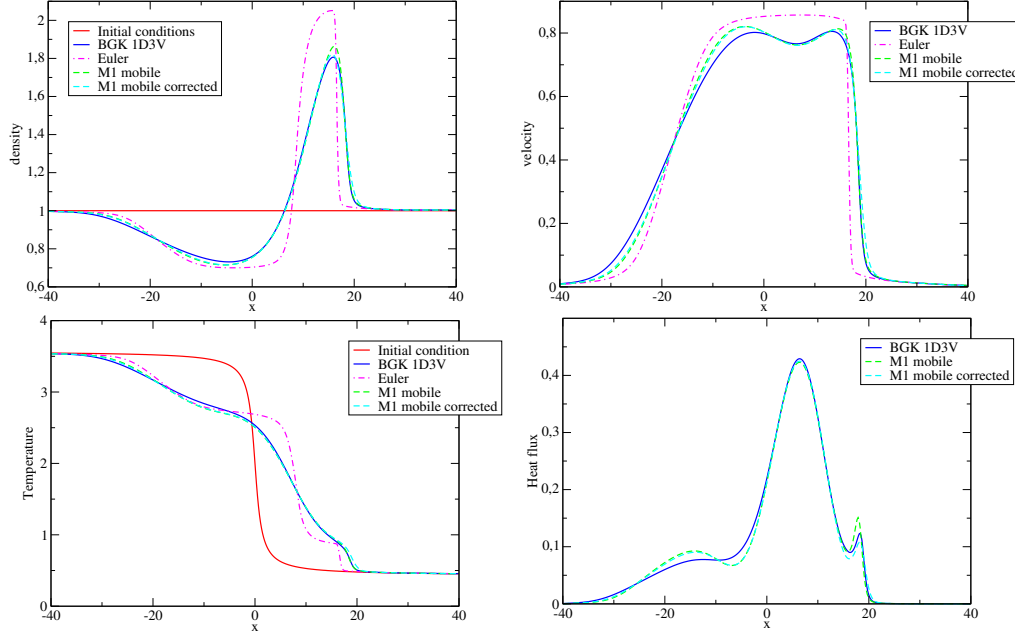 2
1,8
1,6
1,4
1,2
1
0,8
0,6
density
-40 -20 0 20 40
x
Initial conditions
BGK 1D3V
Euler
M1 mobile
M1 mobile corrected
0,8
0,6
0,4
0,2
0
velocity
-40 -20 0 20 40
x
BGK 1D3V
Euler
M1 mobile
M1 mobile corrected
4
3
2
1
0
Temperature
-40 -20 0 20 40
x
Initial condition
BGK 1D3V
Euler
M1 mobile
M1 mobile corrected
0,4
0,3
0,2
0,1
0
Heat flux
-40 -20 0 20 40
x
BGK 1D3V
M1 mobile
M1 mobile corrected